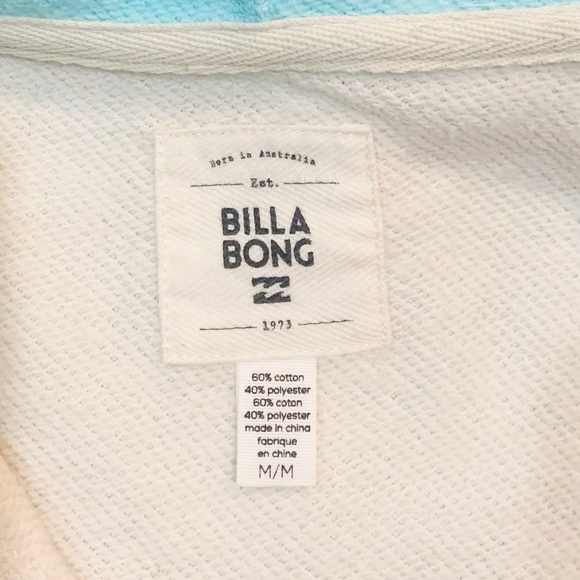 Born in Australia
Est.
BILLA
BONG
1973
60% cotton
40% polyester
60% coton
40% polyester
made in china
fabrique
en chine
M/M